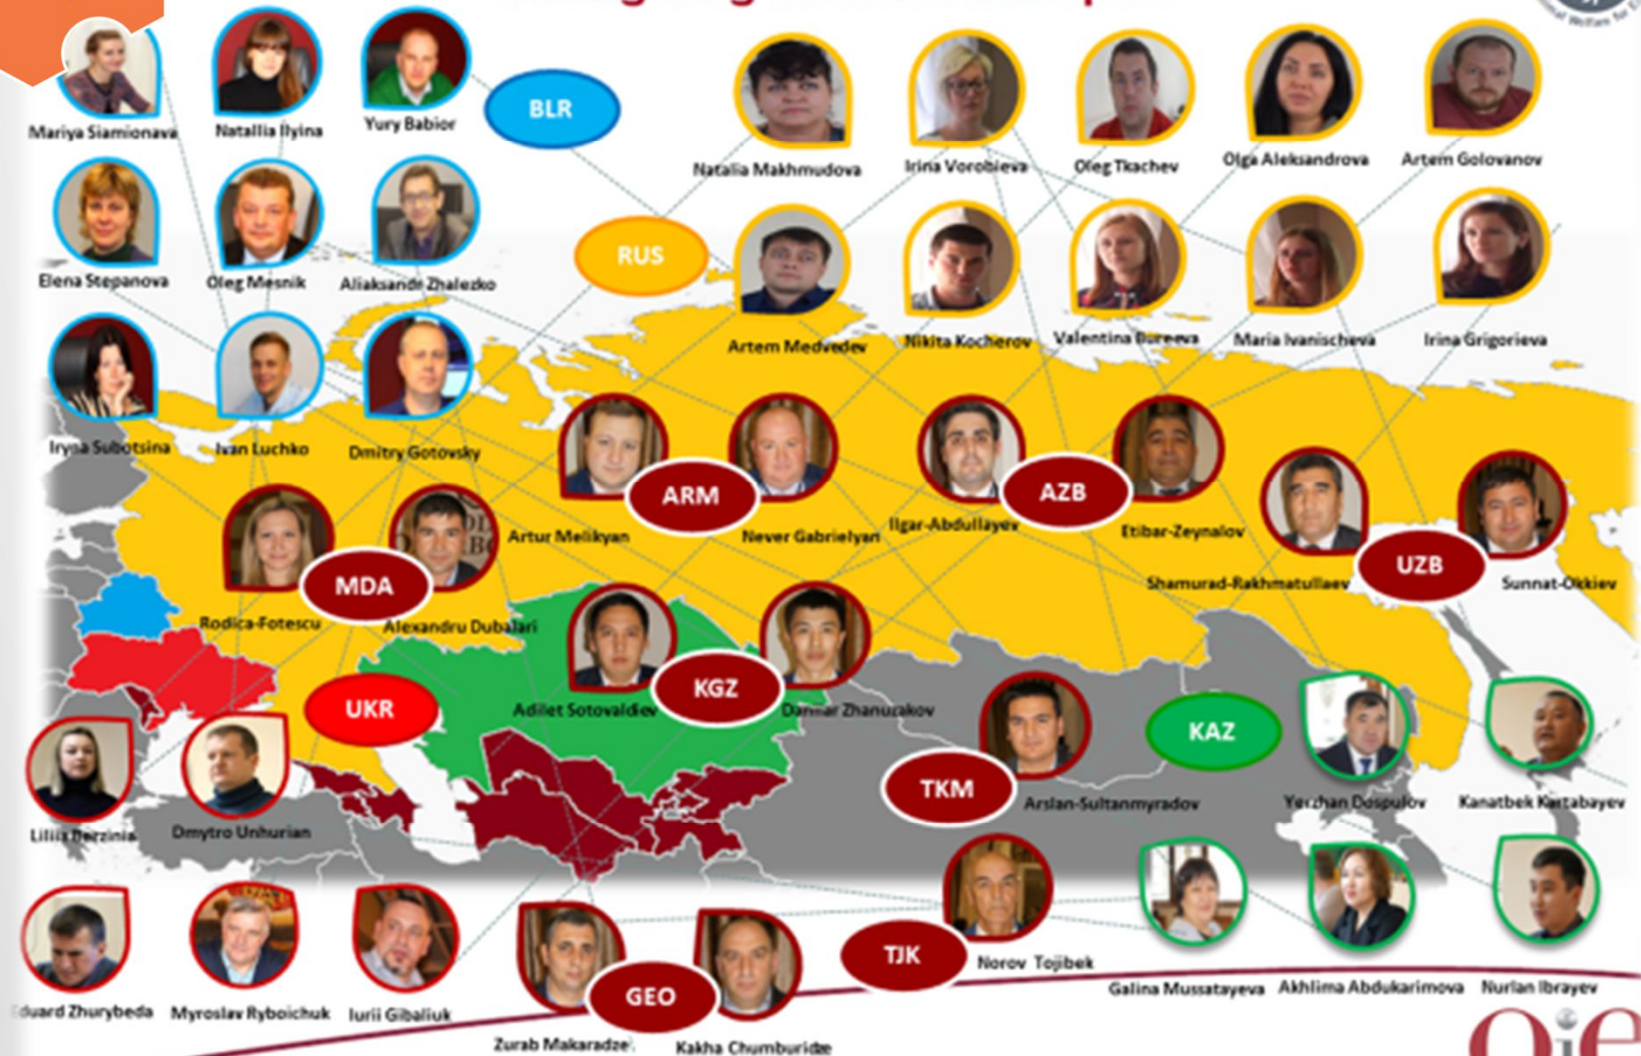 Mariya Siamionava
Natallia Ilyina
Yury Babior
BLR
Natalia Makhmudova
Irina Vorobieva
Oleg Tkachev
Olga Aleksandrova
Artem Golovanov
Elena Stepanova
Oleg Mesnik
Aliaksandr Zhalezko
RUS
Artem Medvedev
Nikita Kocherov
Valentina Bureeva
Maria Ivanischeva
Irina Grigorieva
Iryna Subotsina
Ivan Luchko
Dmitry Gotovsky
ARM
AZB
Artur Melikyan
Never Gabrielyan
Ilgar-Abdullayev
Etibar-Zeynalov
UZB
Shamurad-Rakhmatullaev
Sunnat-Okkiev
MDA
Rodica-Fotescu
Alexandru Dubalari
UKR
KGZ
Adilet Sotovaldiev
Damiar Zhanuzakov
KAZ
TKM
Arslan-Sultanmyradov
Yerzhan Dospulov
Kanatbek Kartabayev
Liliia Berzinia
Dmytro Unhurian
TJK
Norov Tojibek
Galina Mussatayeva
Akhlima Abdukarimova
Nurlan Ibrayev
Eduard Zhurybeda
Myroslav Ryboichuk
Iurii Gibaliuk
GEO
Zurab Makaradze
Kakha Chumburidze
oie